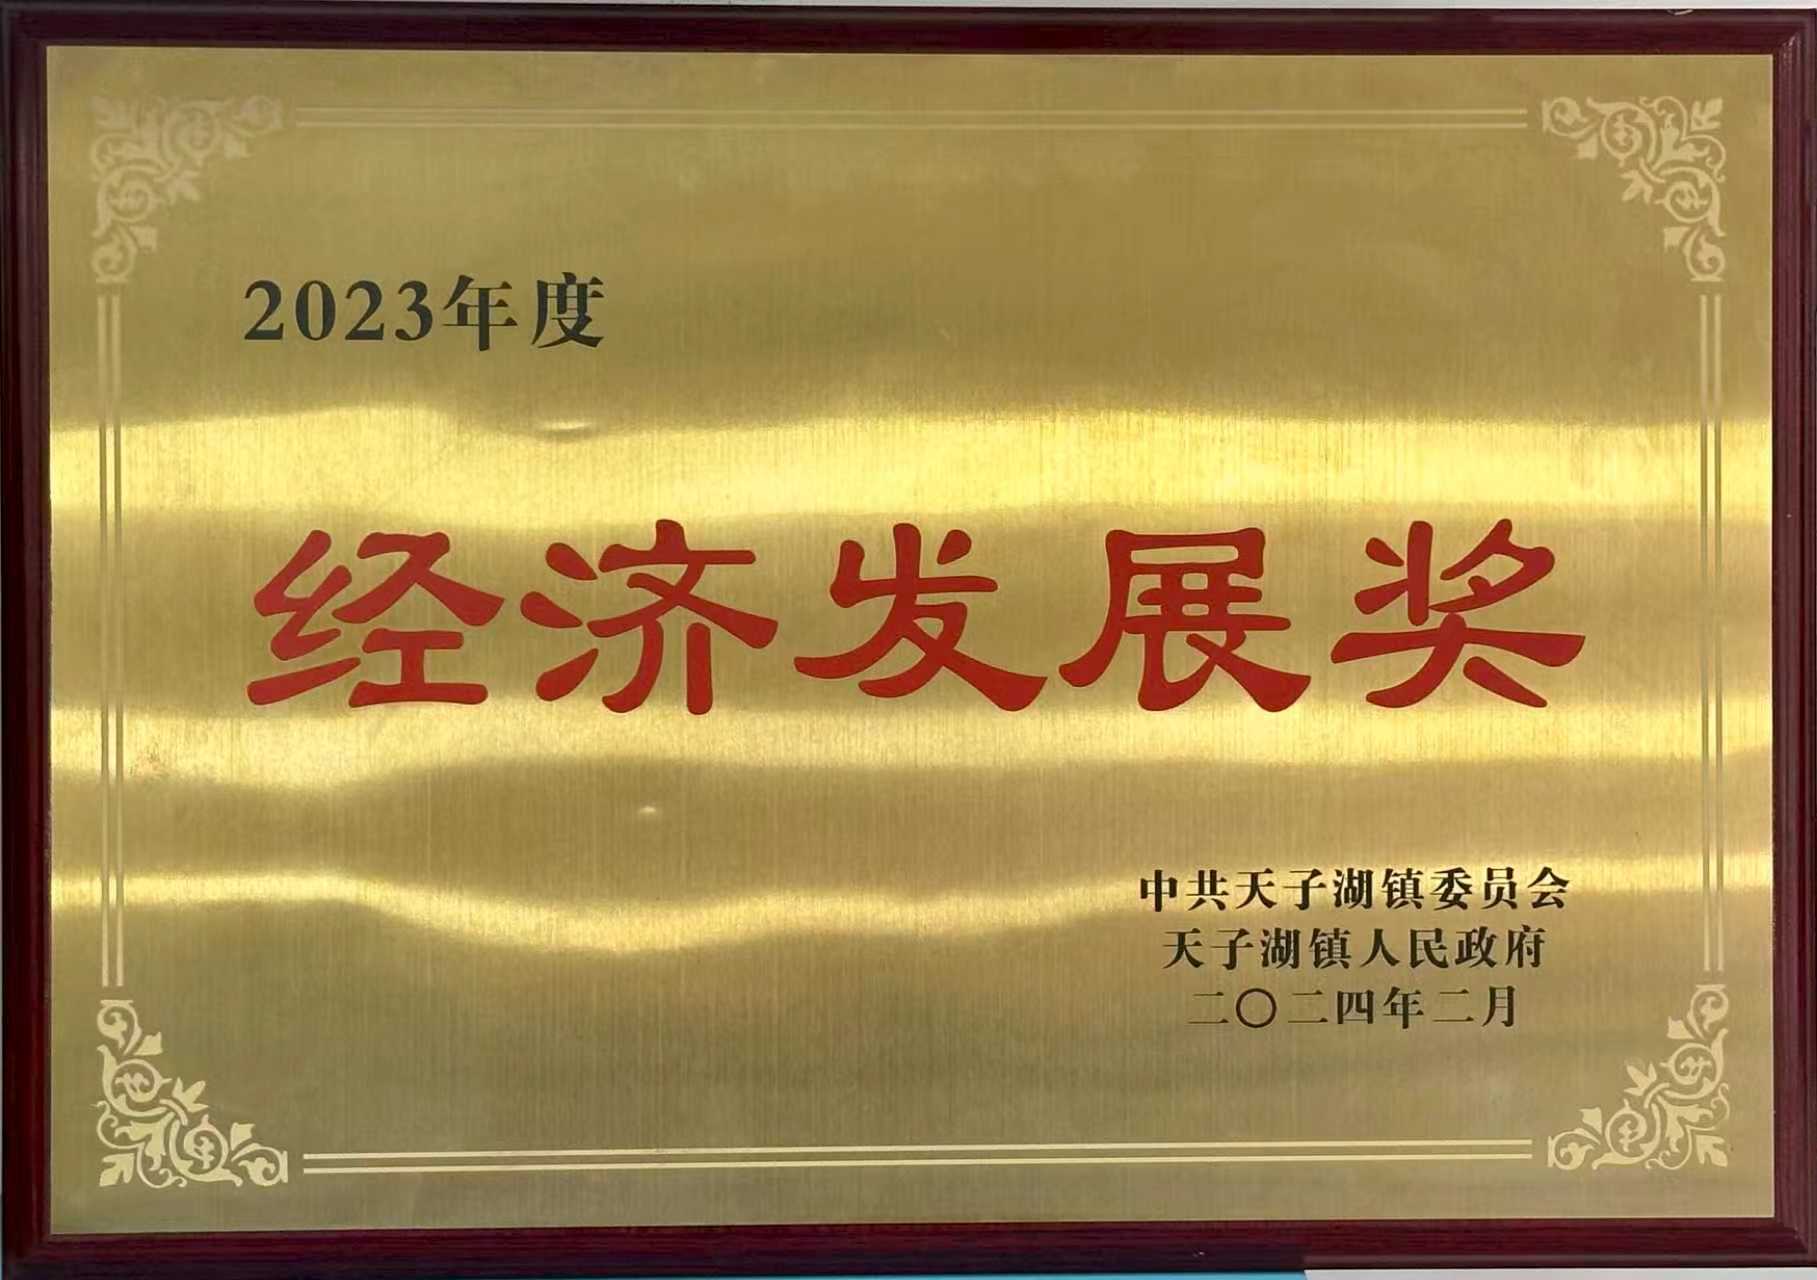 2023年度
经济发展奖
中共天子湖镇委员会
天子湖镇人民政府
二〇二四年二月